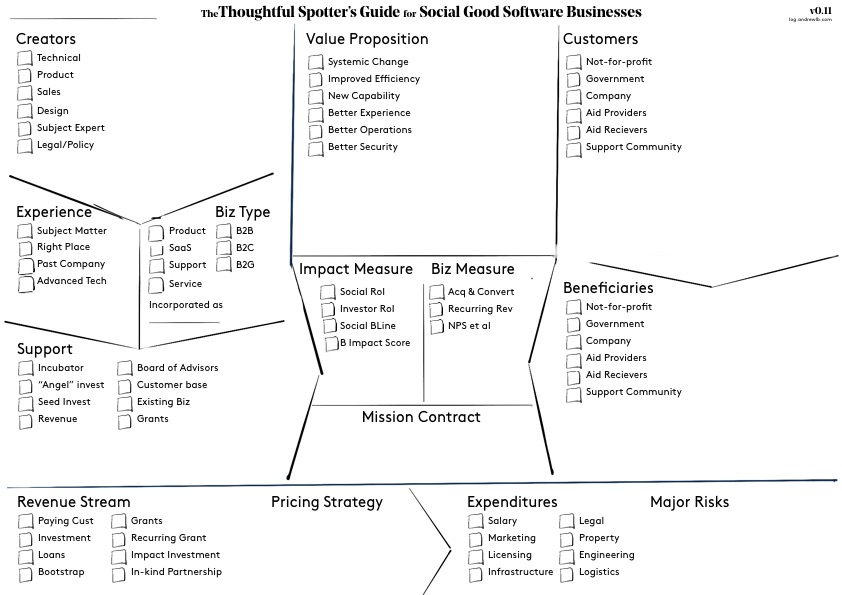 The Thoughtful Spotter's Guide for Social Good Software Businesses
v0.11
log.andrewlb.com
Creators
Technical
Product
Sales
Design
Subject Expert
Legal/Policy
Value Proposition
Systemic Change
Improved Efficiency
New Capability
Better Experience
Better Operations
Better Security
Customers
Not-for-profit
Government
Company
Aid Providers
Aid Recievers
Support Community
Experience
Subject Matter
Right Place
Past Company
Advanced Tech
Biz Type
Product
SaaS
Support
Service
B2B
B2C
B2G
Incorporated as
Impact Measure
Social RoI
Investor RoI
Social BLine
B Impact Score
Biz Measure
Acq & Convert
Recurring Rev
NPS et al
Beneficiaries
Not-for-profit
Government
Company
Aid Providers
Aid Recievers
Support Community
Support
Incubator
“Angel” invest
Seed Invest
Revenue
Board of Advisors
Customer base
Existing Biz
Grants
Mission Contract
Revenue Stream
Paying Cust
Investment
Loans
Bootstrap
Grants
Recurring Grant
Impact Investment
In-kind Partnership
Pricing Strategy
Expenditures
Salary
Marketing
Licensing
Infrastructure
Legal
Property
Engineering
Logistics
Major Risks